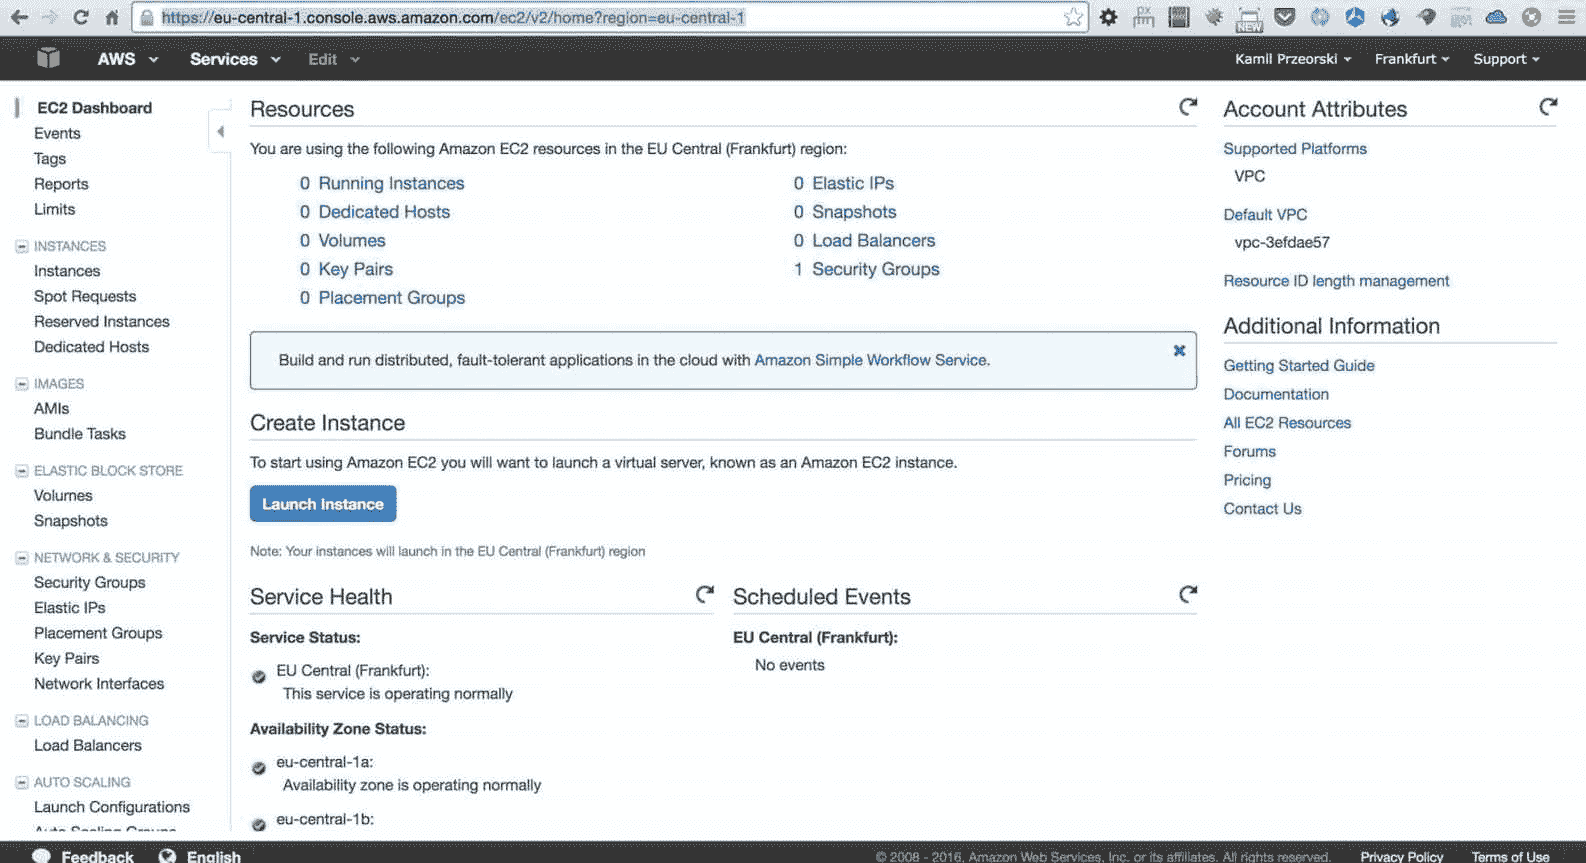 https://eu-central-1.console.aws.amazon.com/ec2/v2/home?region=eu-central-1
NEW
AWS Services Edit Kamil Przeorski Frankfurt Support
EC2 Dashboard
Events
Tags
Reports
Limits
INSTANCES
Instances
Spot Requests
Reserved Instances
Dedicated Hosts
IMAGES
AMIs
Bundle Tasks
ELASTIC BLOCK STORE
Volumes
Snapshots
NETWORK & SECURITY
Security Groups
Elastic IPs
Placement Groups
Key Pairs
Network Interfaces
LOAD BALANCING
Load Balancers
AUTO SCALING
Launch Configurations
Auto Scaling Groups
Resources
You are using the following Amazon EC2 resources in the EU Central (Frankfurt) region:
0 Running Instances
0 Dedicated Hosts
0 Volumes
0 Key Pairs
0 Placement Groups
0 Elastic IPs
0 Snapshots
0 Load Balancers
1 Security Groups
Build and run distributed, fault-tolerant applications in the cloud with Amazon Simple Workflow Service.
Create Instance
To start using Amazon EC2 you will want to launch a virtual server, known as an Amazon EC2 instance.
Launch Instance
Note: Your instances will launch in the EU Central (Frankfurt) region
Service Health
Service Status:
EU Central (Frankfurt):
This service is operating normally
Availability Zone Status:
eu-central-1a:
Availability zone is operating normally
eu-central-1b:
Scheduled Events
EU Central (Frankfurt):
No events
Account Attributes
Supported Platforms
VPC
Default VPC
vpc-3efdae57
Resource ID length management
Additional Information
Getting Started Guide
Documentation
All EC2 Resources
Forums
Pricing
Contact Us
Feedback English © 2008 - 2016, Amazon Web Services, Inc. or its affiliates. All rights reserved. Privacy Policy Terms of Use